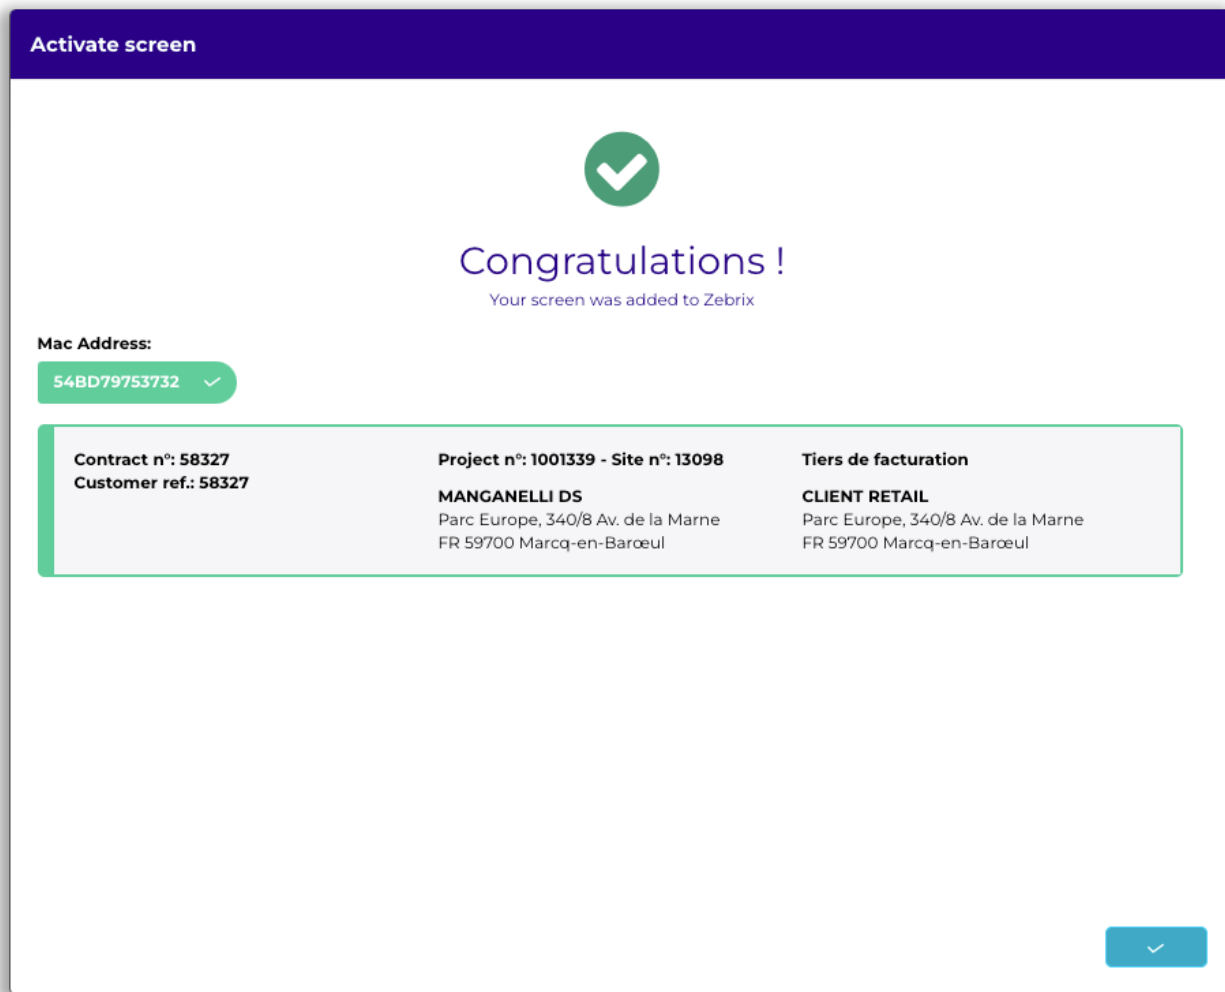 Activate screen
Congratulations !
Your screen was added to Zebrix
Mac Address:
54BD79753732
Contract n°: 58327
Customer ref.: 58327
Project n°: 1001339 - Site n°: 13098
MANGANELLI DS
Parc Europe, 340/8 Av. de la Marne
FR 59700 Marcq-en-Barœul
Tiers de facturation
CLIENT RETAIL
Parc Europe, 340/8 Av. de la Marne
FR 59700 Marcq-en-Barœul